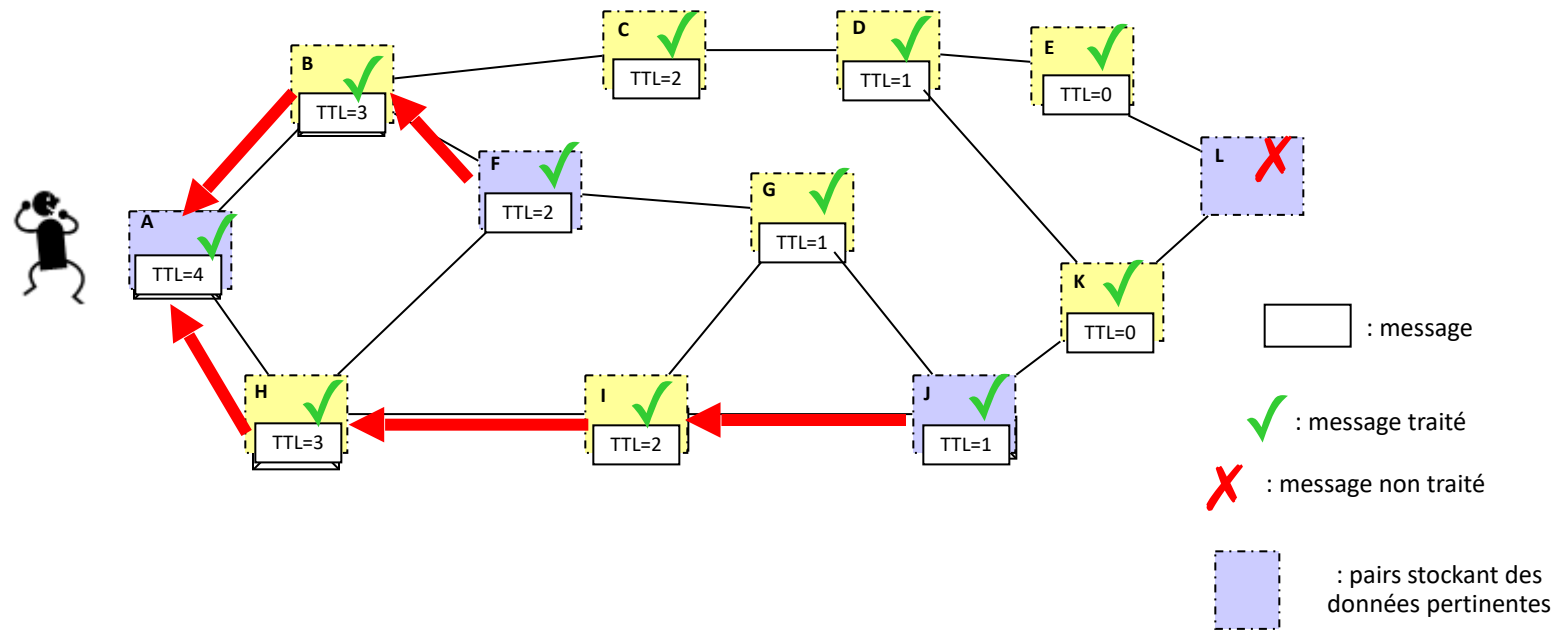 C
TTL=2
D
TTL=1
E
TTL=0
B
TTL=3
L
F
TTL=2
G
TTL=1
A
TTL=4
K
TTL=0
H
TTL=3
I
TTL=2
J
TTL=1
: message
: message traité
: message non traité
: pairs stockant des
données pertinentes